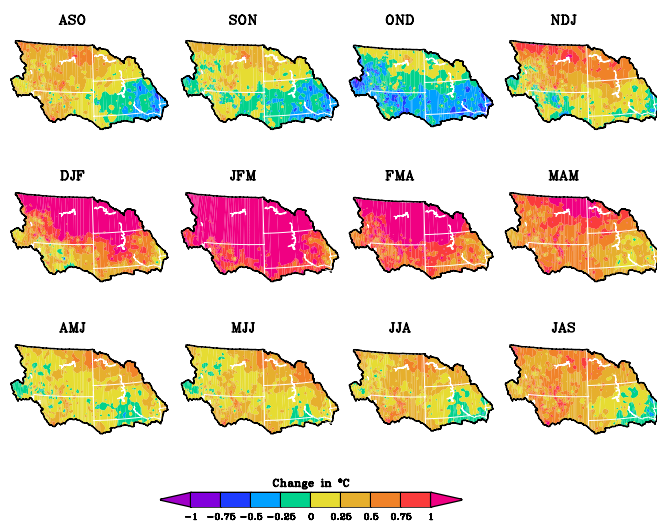 ASO SON OND NDJ
DJF JFM FMA MAM
AMJ MJJ JJA JAS
Change in °C
-1 -0.75 -0.5 -0.25 0 0.25 0.5 0.75 1